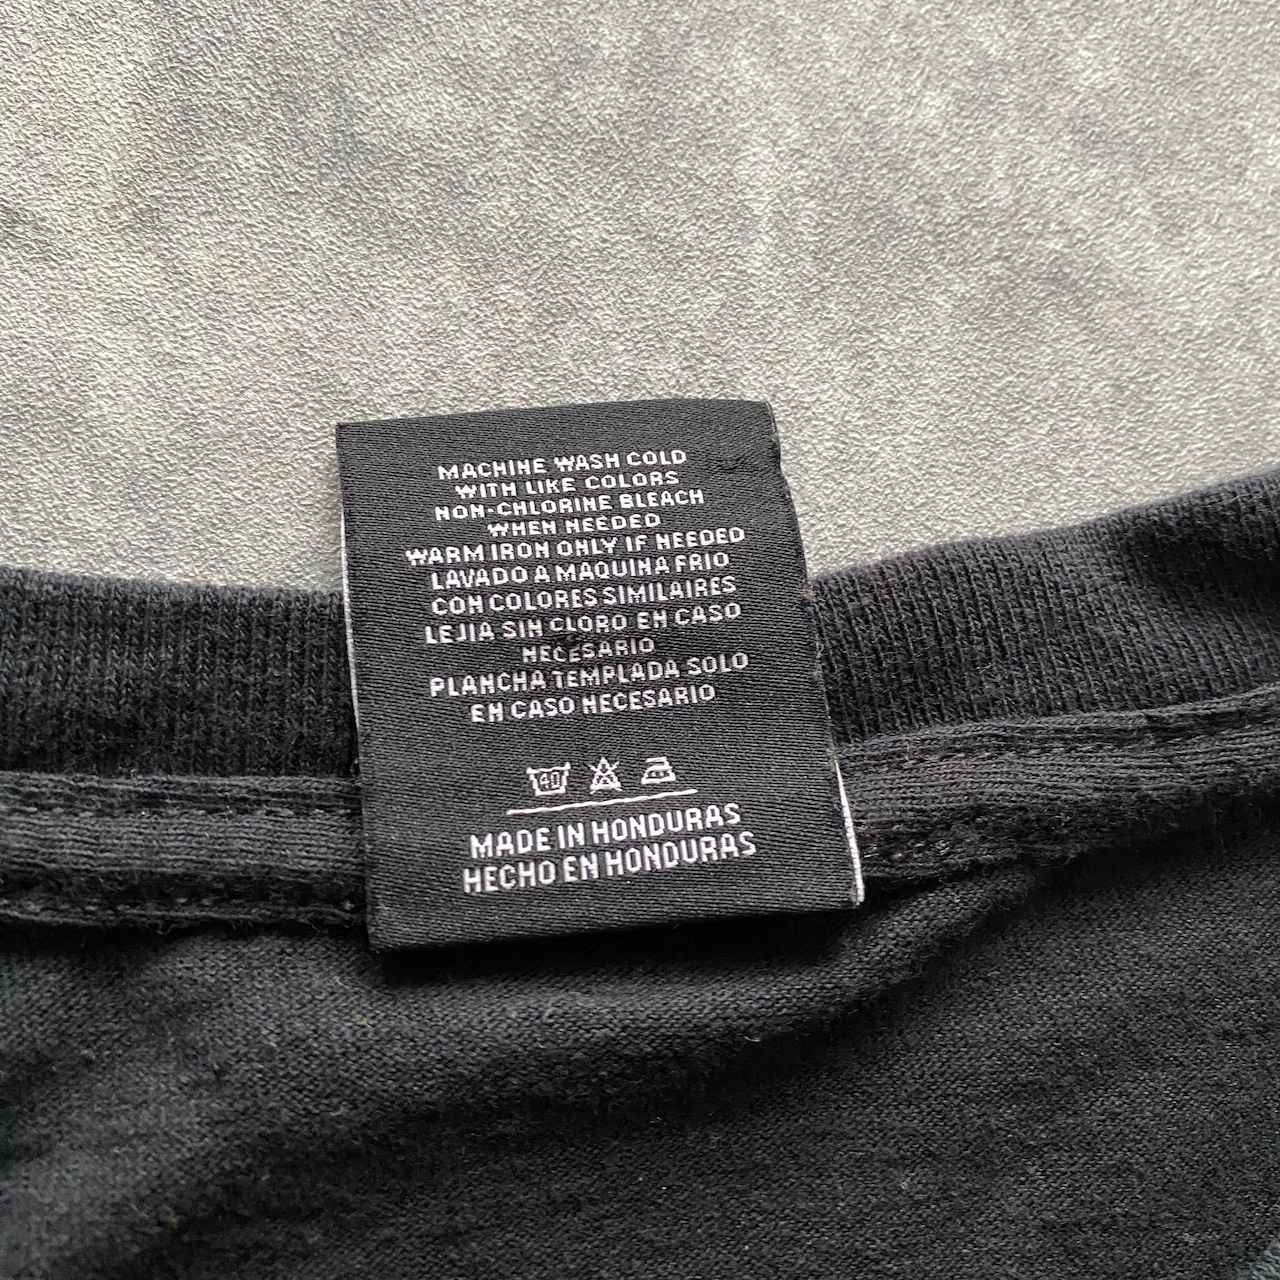 MACHINE WASH COLD
WITH LIKE COLORS
NON-CHLORINE BLEACH
WHEN NEEDED
WARM IRON ONLY IF NEEDED
LAVADO A MAQUINA FRIO
CON COLORES SIMILAIRES
LEJIA SIN CLORO EN CASO
NECESARIO
PLANCHA TEMPLADA SOLO
EN CASO NECESARIO
40
MADE IN HONDURAS
HECHO EN HONDURAS